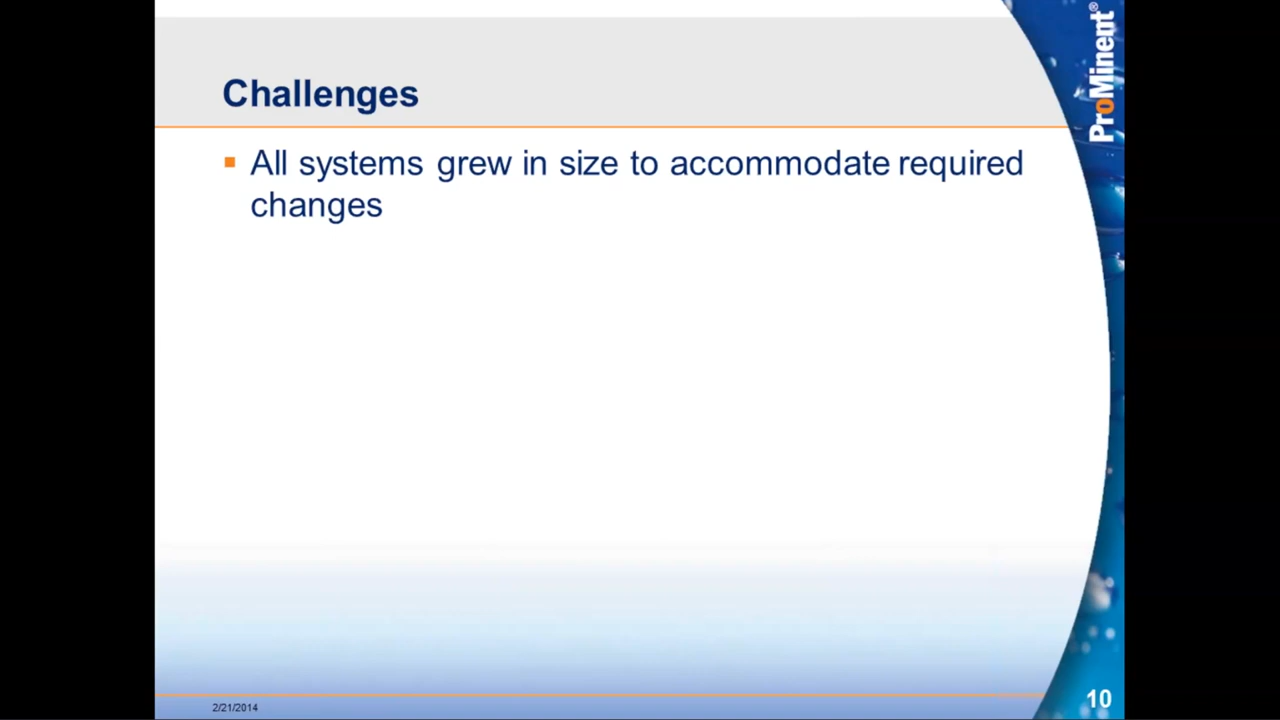 Challenges
All systems grew in size to accommodate required
changes
ProMinent®
2/21/2014
10